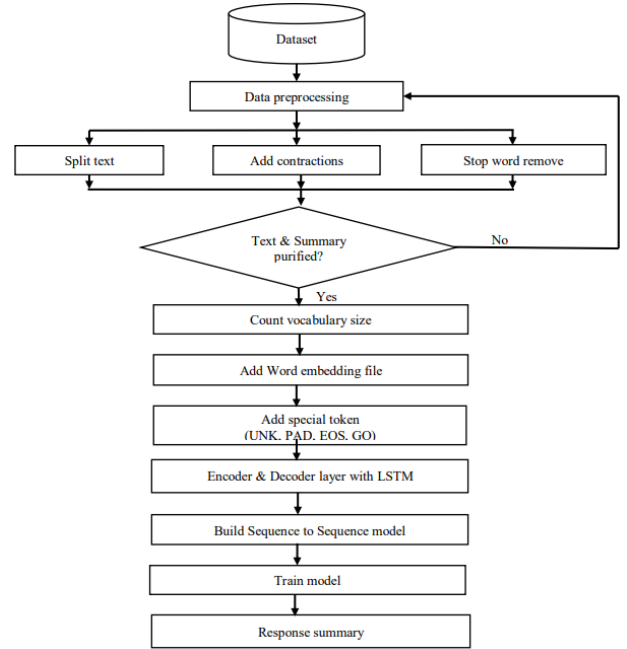 Dataset
Data preprocessing
Split text
Add contractions
Stop word remove
Text & Summary
purified?
No
Yes
Count vocabulary size
Add Word embedding file
Add special token
(UNK, PAD, EOS, GO)
Encoder & Decoder layer with LSTM
Build Sequence to Sequence model
Train model
Response summary